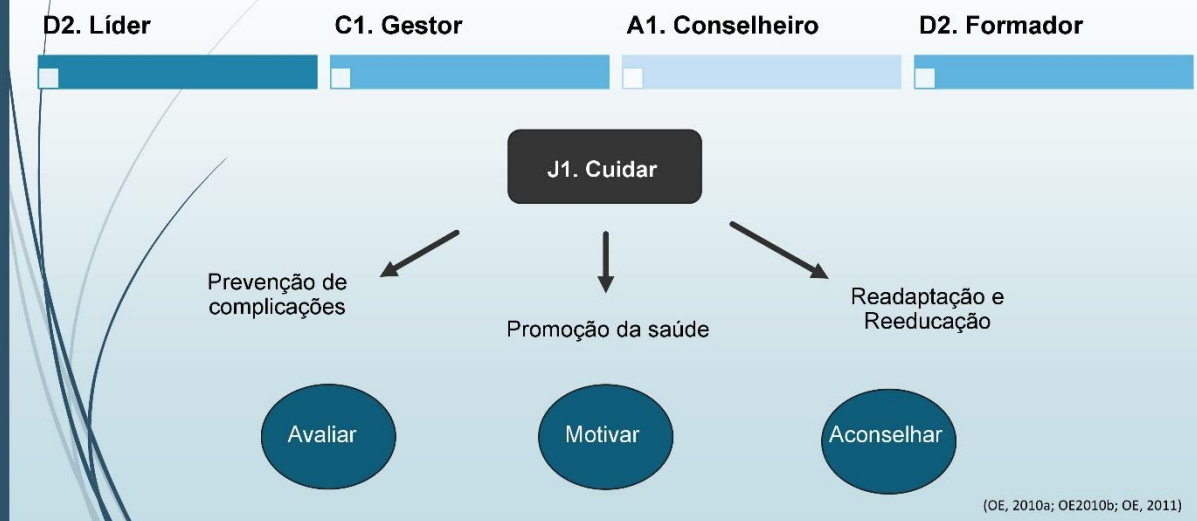 D2. Líder
C1. Gestor
A1. Conselheiro
D2. Formador
J1. Cuidar
Prevenção de
complicações
Promoção da saúde
Readaptação e
Reeducação
Avaliar
Motivar
Aconselhar
(OE, 2010a; OE2010b; OE, 2011)